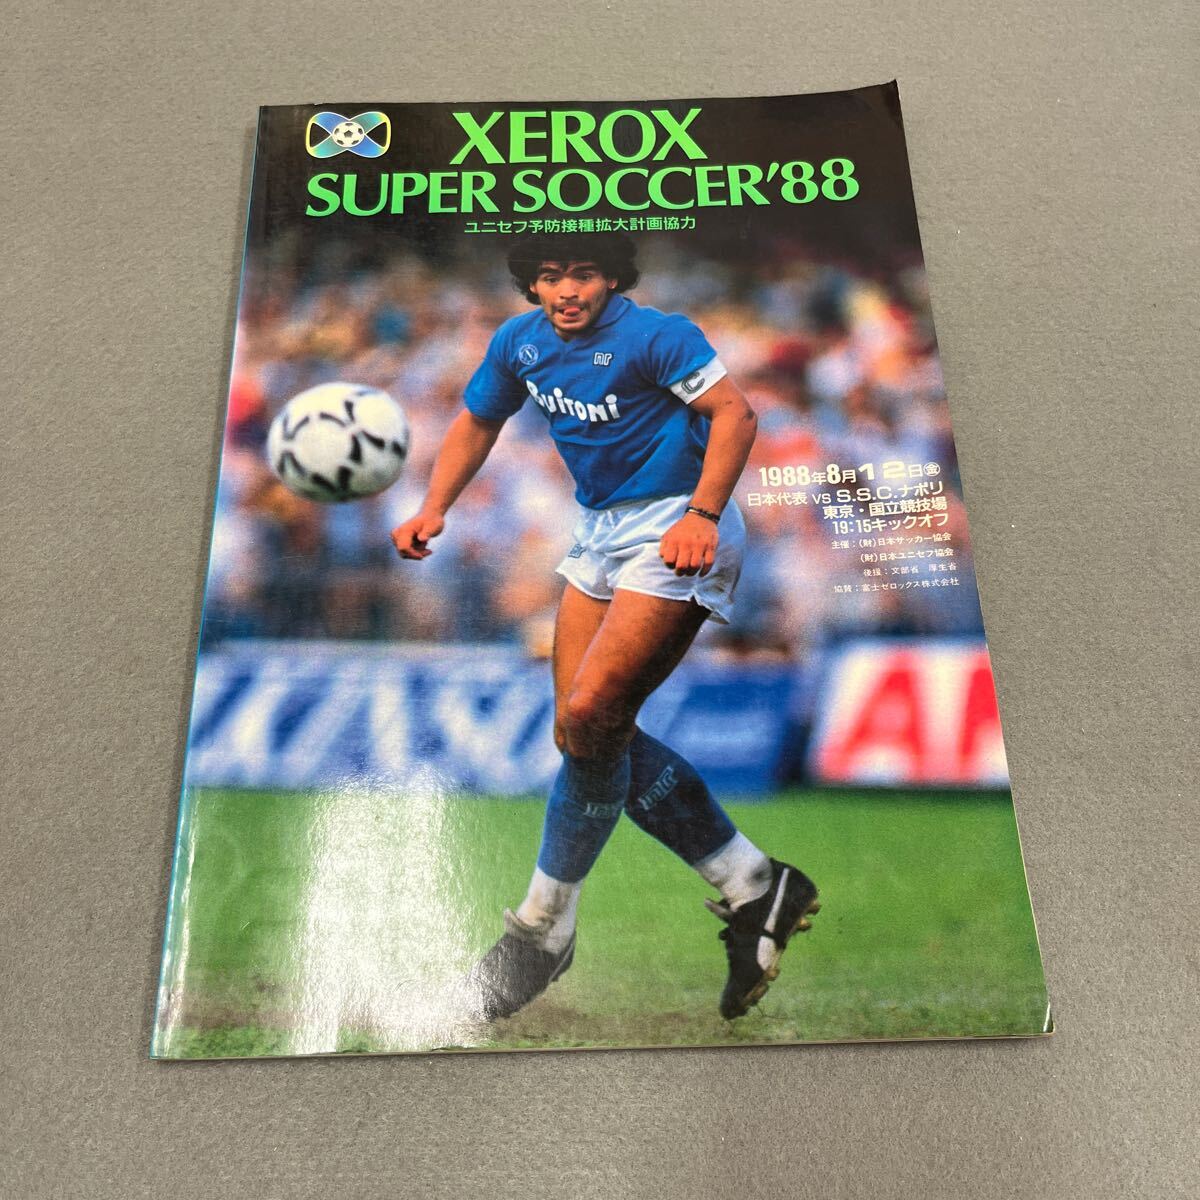 XEROX
SUPER SOCCER'88
ユニセフ予防接種拡大計画協力
N
nr
C
Buitoni
1988年8月12日㊎
日本代表 vs S.S.C.ナポリ
東京・国立競技場
19:15キックオフ
主催：(財)日本サッカー協会
(財)日本ユニセフ協会
後援：文部省 厚生省
協賛：富士ゼロックス株式会社
nr
nr